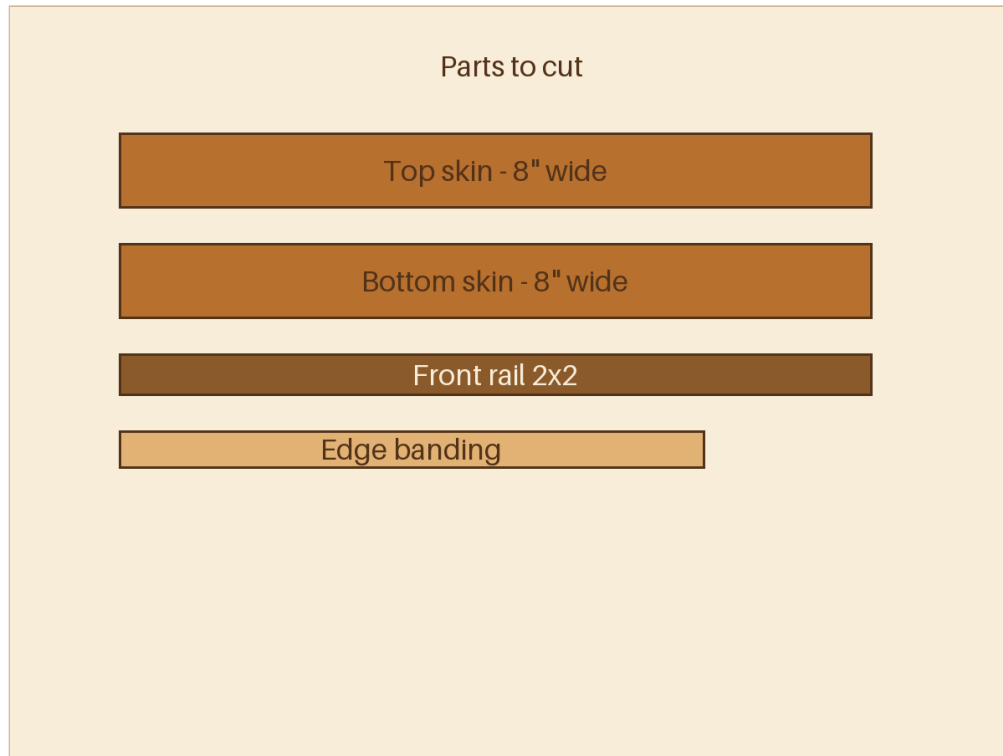 Parts to cut
Top skin - 8" wide
Bottom skin - 8" wide
Front rail 2x2
Edge banding